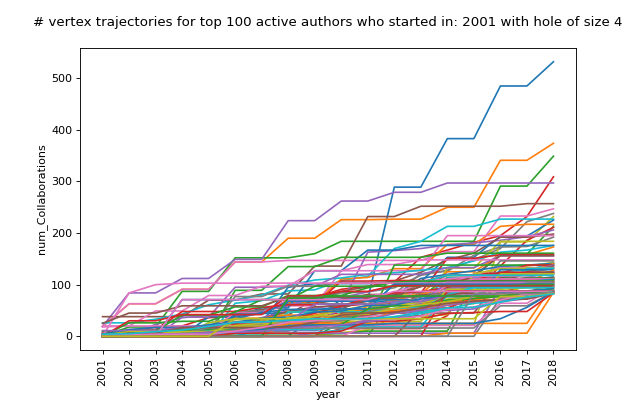 # vertex trajectories for top 100 active authors who started in: 2001 with hole of size 4
500
400
300
200
100
0
num_Collaborations
2001 2002 2003 2004 2005 2006 2007 2008 2009 2010 2011 2012 2013 2014 2015 2016 2017 2018
year